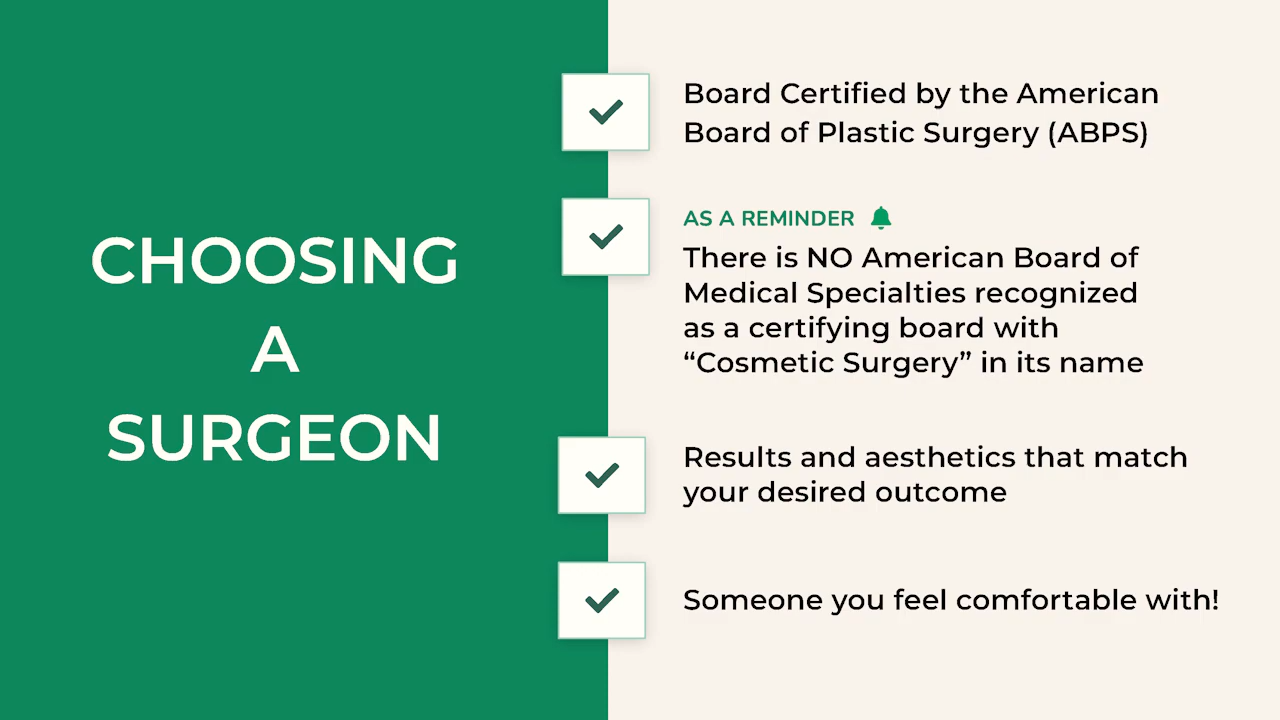 CHOOSING
A
SURGEON
Board Certified by the American
Board of Plastic Surgery (ABPS)
AS A REMINDER
There is NO American Board of
Medical Specialties recognized
as a certifying board with
“Cosmetic Surgery” in its name
Results and aesthetics that match
your desired outcome
Someone you feel comfortable with!